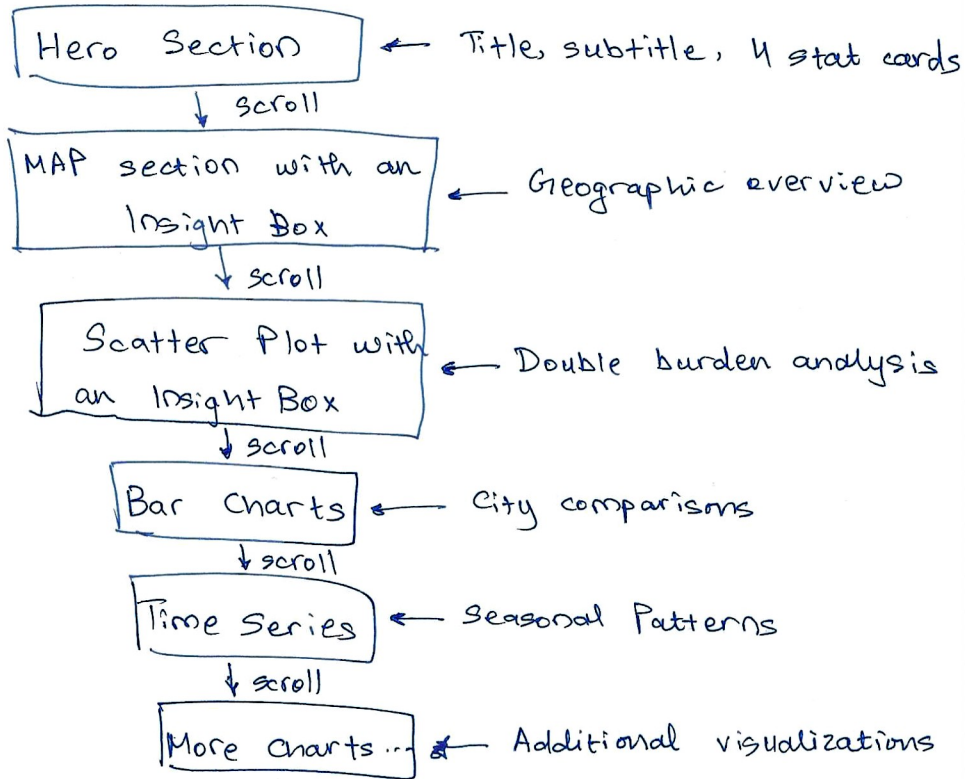 Hero Section ← Title, subtitle, 4 stat cards
↓ scroll
MAP section with an
Insight Box
← Geographic overview
↓ scroll
Scatter Plot with
an Insight Box
← Double burden analysis
↓ scroll
Bar Charts ← City comparisons
↓ scroll
Time Series ← Seasonal Patterns
↓ scroll
More Charts... ← Additional visualizations